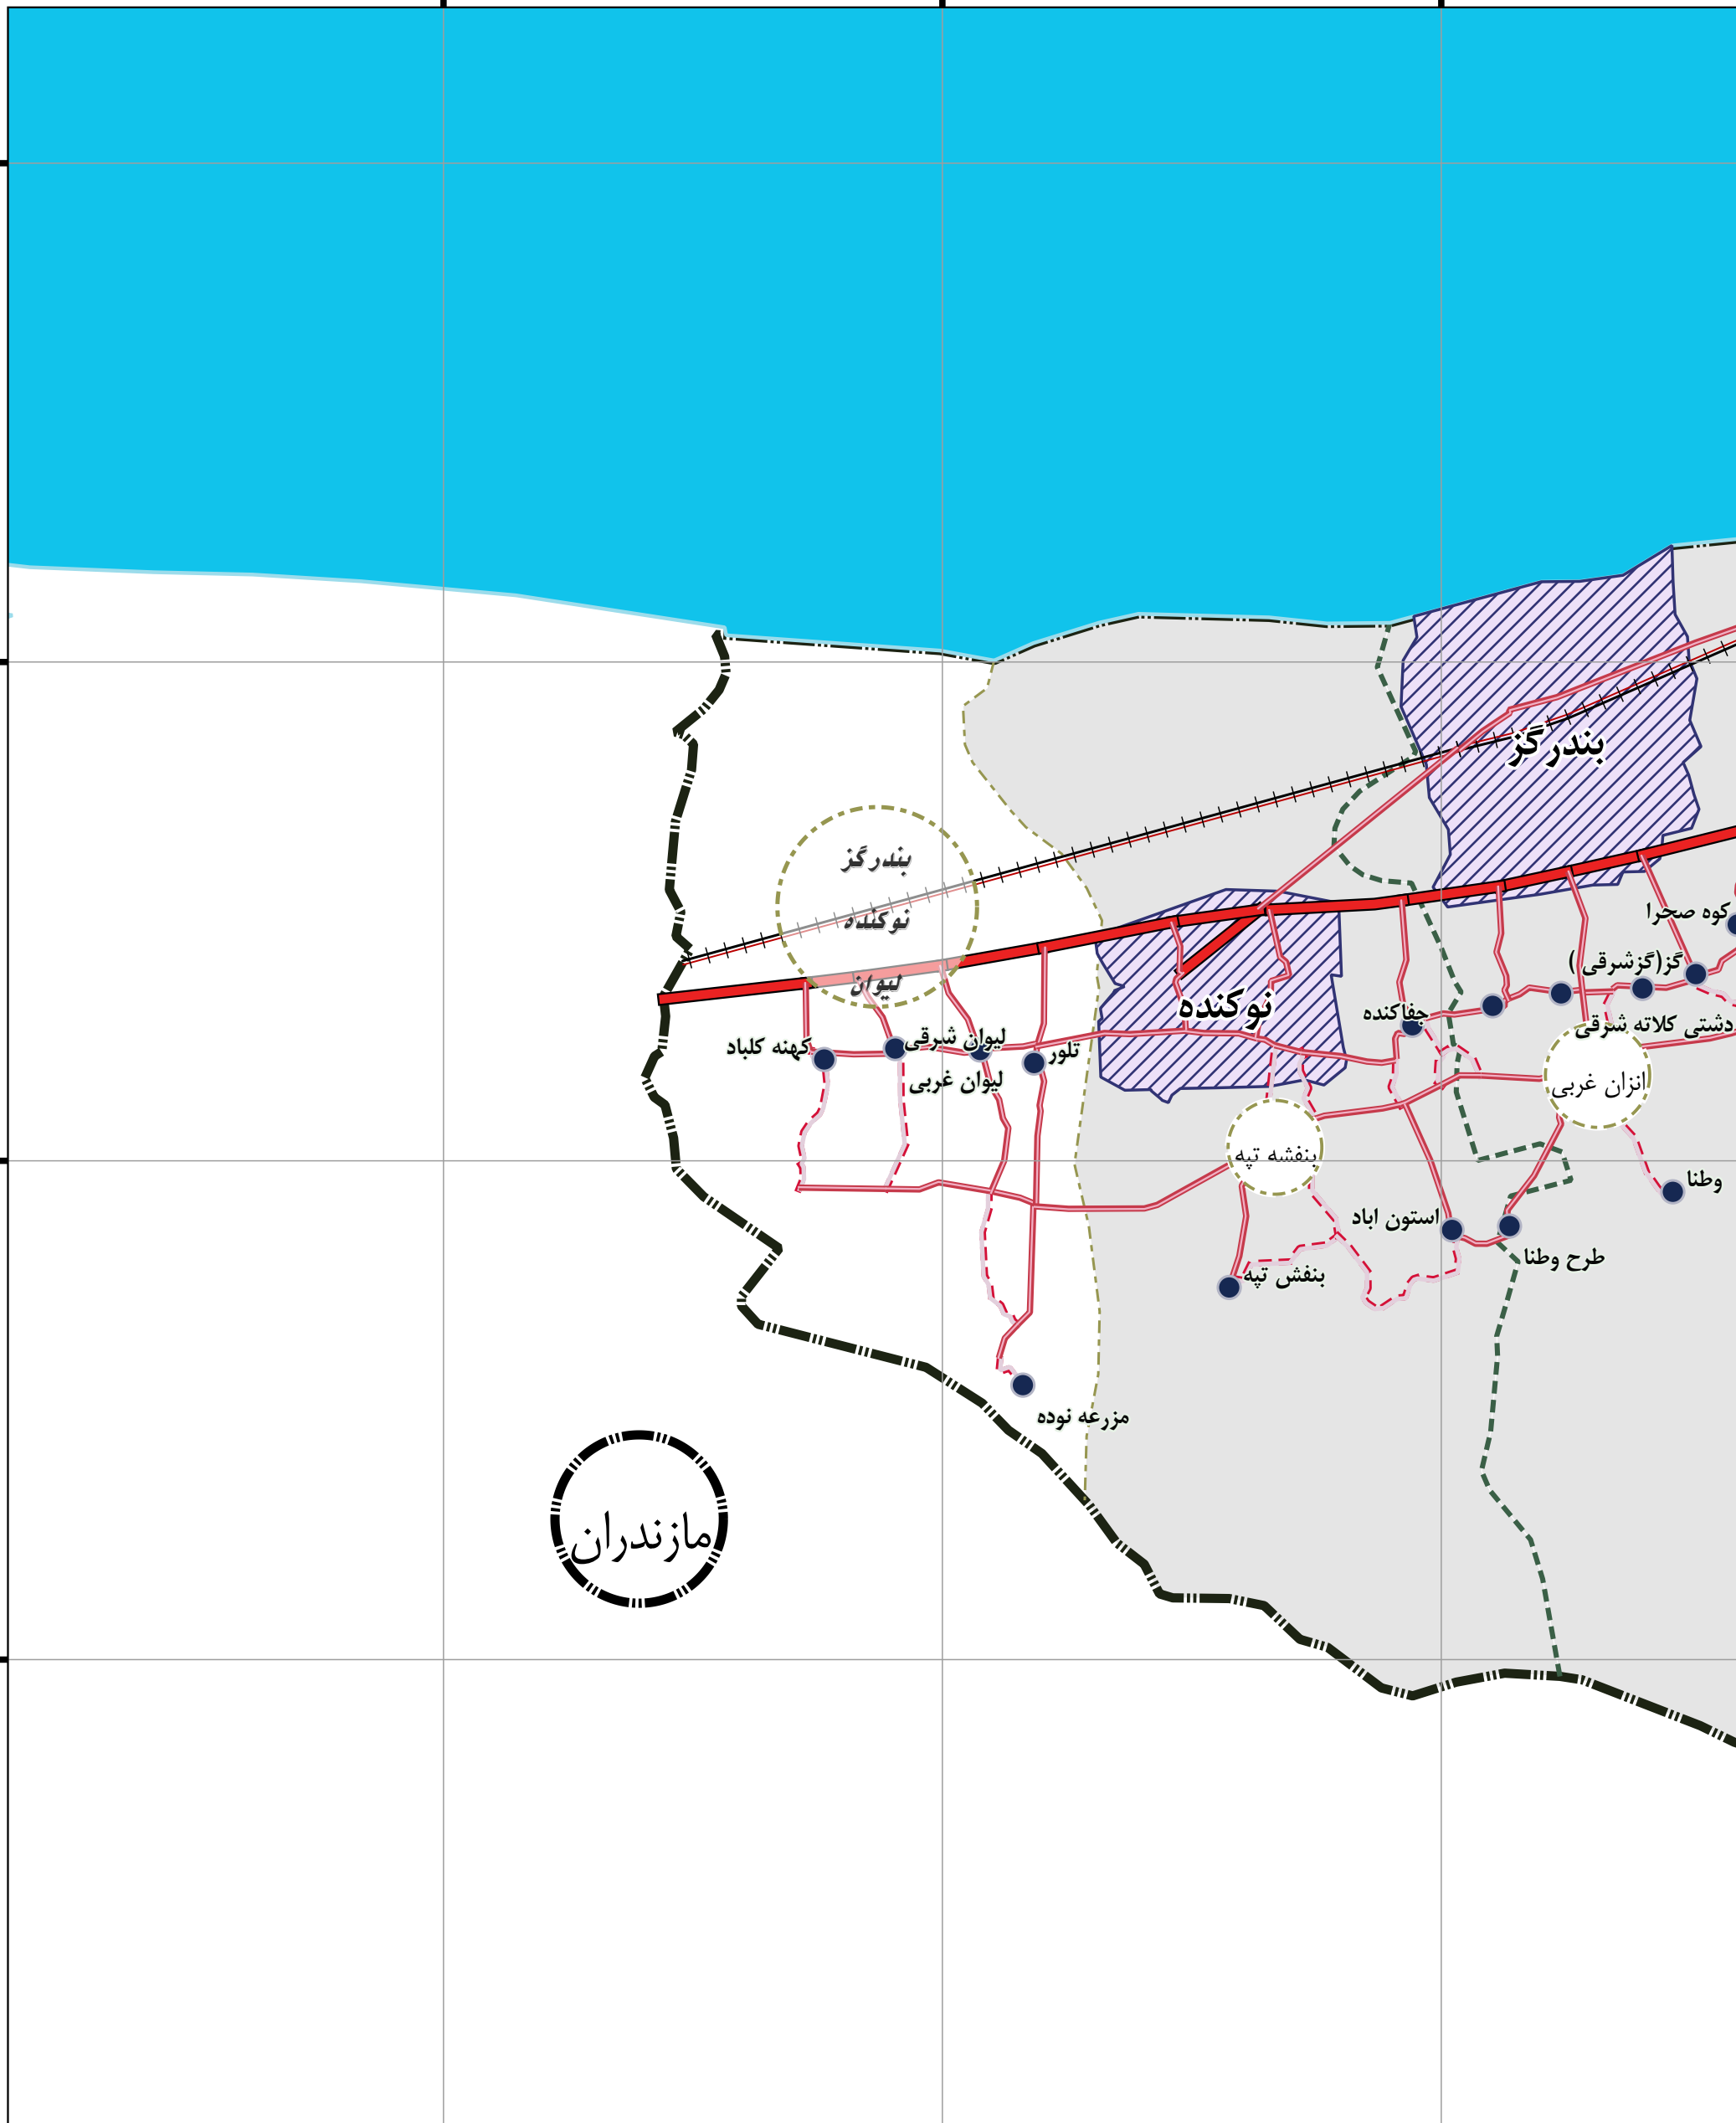 بندرگز
بندرگز
نوکنده
لیوان
کوه صحرا
گز(گزشرقی )
نوکنده
جفاکنده
دشتی کلاته شرقی
لیوان شرقی
کهنه کلباد
تلور
لیوان غربی
انزان غربی
بنفشه تپه
وطنا
استون اباد
طرح وطنا
بنفش تپه
مزرعه نوده
مازندران